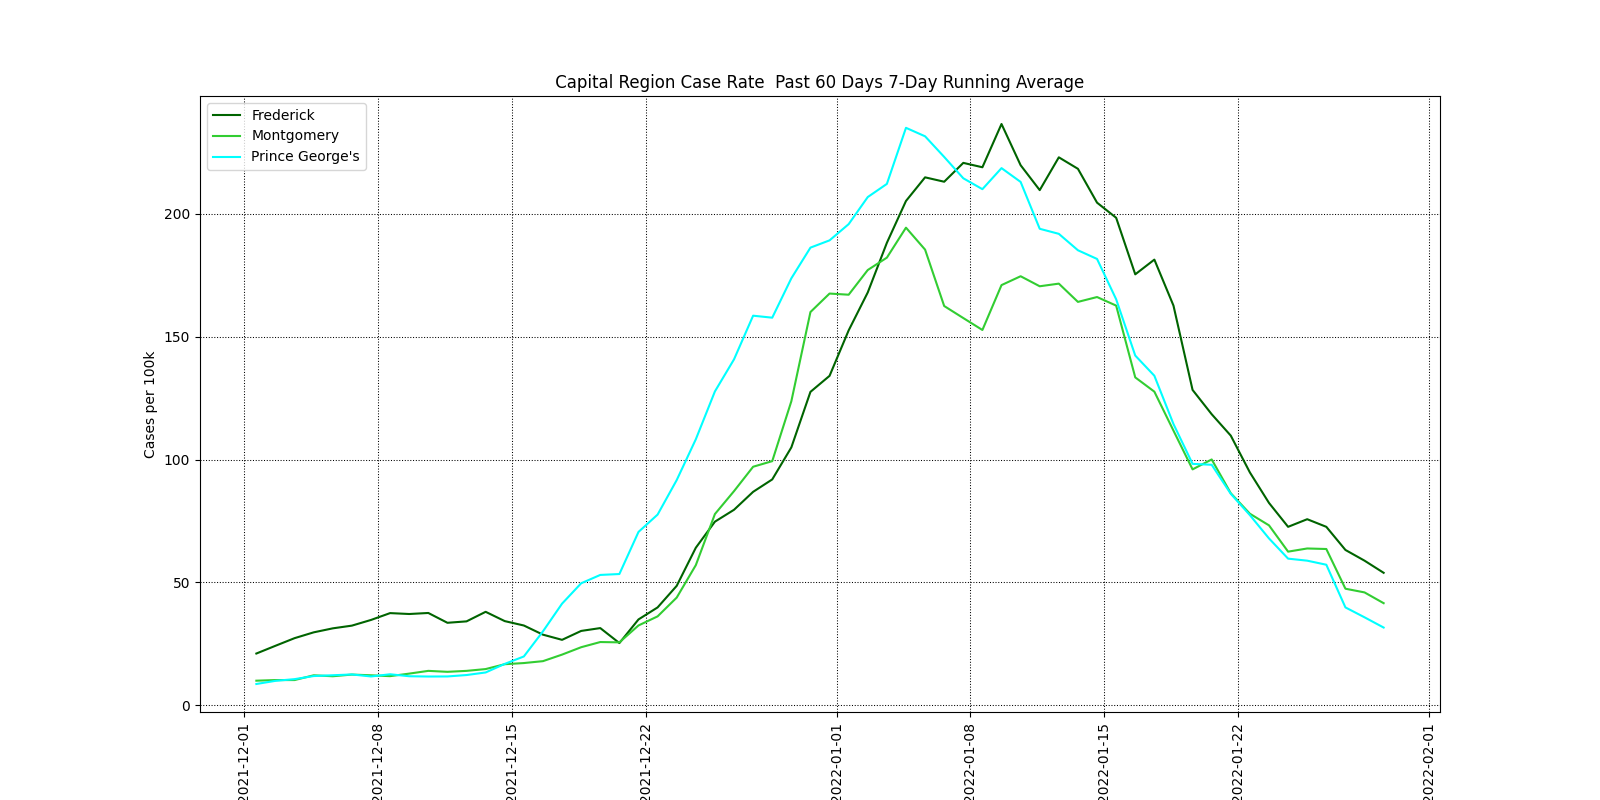 Capital Region Case Rate  Past 60 Days 7-Day Running Average
Frederick
Montgomery
Prince George's
Cases per 100k
200
150
100
50
0
2021-12-01
2021-12-08
2021-12-15
2021-12-22
2022-01-01
2022-01-08
2022-01-15
2022-01-22
2022-02-01